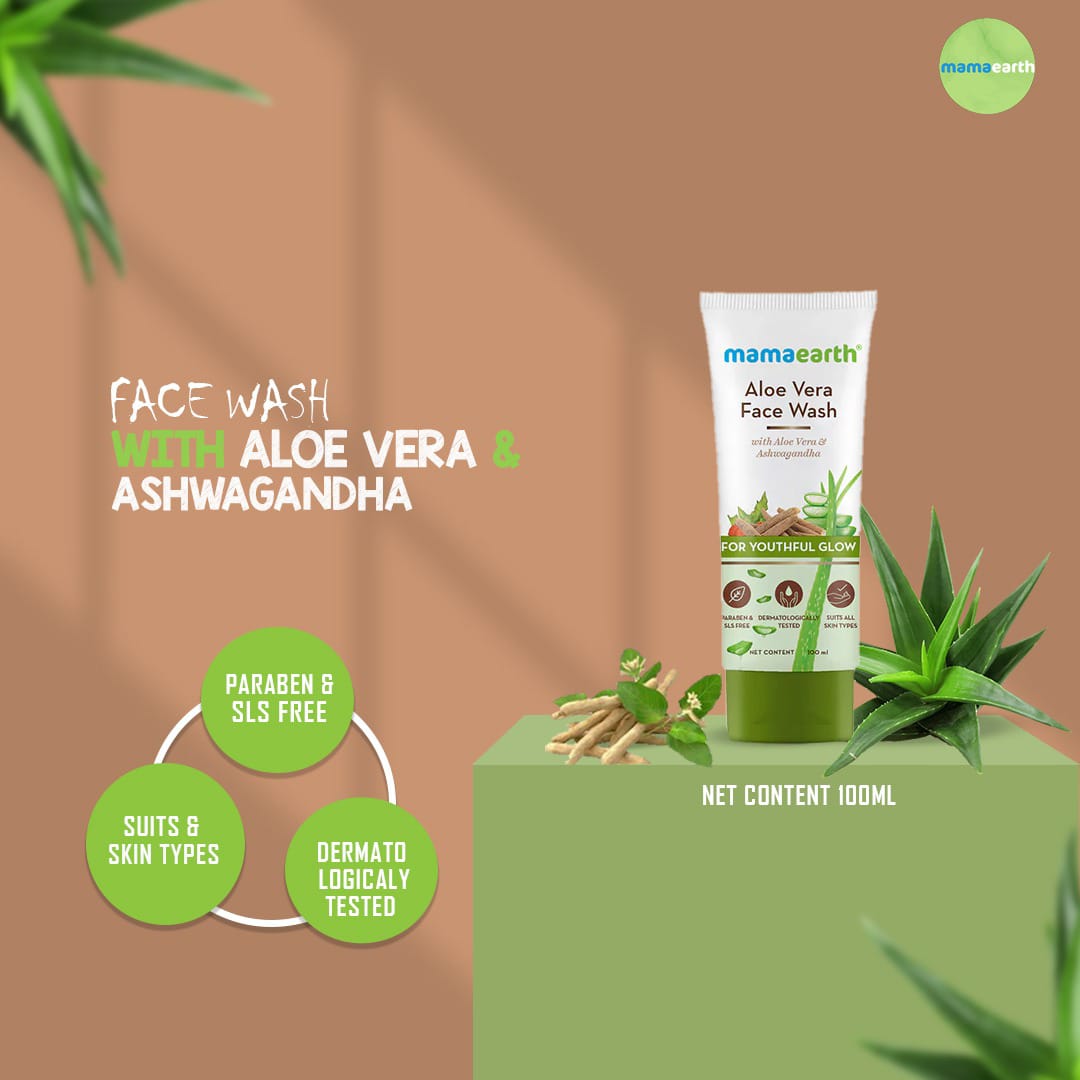 mamaearth
mamaearth®
Aloe Vera
Face Wash
with Aloe Vera &
Ashwagandha
FOR YOUTHFUL GLOW
PARABEN &
SLS FREE
DERMATOLOGICALLY
TESTED
SUITS ALL
SKIN TYPES
NET CONTENT 100 ml
FACE WASH
WITH ALOE VERA &
ASHWAGANDHA
PARABEN &
SLS FREE
SUITS &
SKIN TYPES
DERMATO
LOGICALY
TESTED
NET CONTENT 100ML